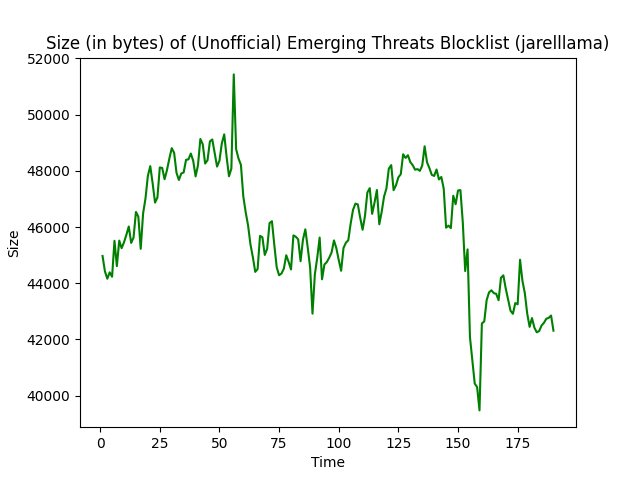 Size (in bytes) of (Unofficial) Emerging Threats Blocklist (jarelllama)
52000
50000
48000
46000
44000
42000
40000
Size
0 25 50 75 100 125 150 175
Time